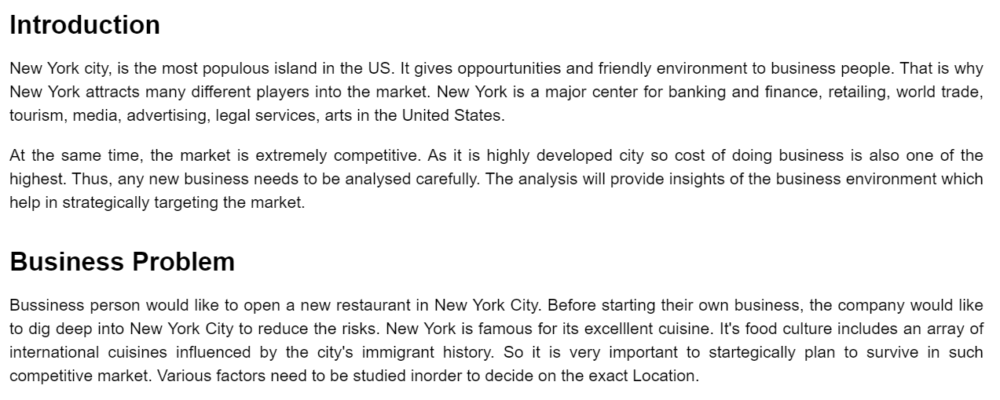 Introduction
New York city, is the most populous island in the US. It gives oppourtunities and friendly environment to business people. That is why
New York attracts many different players into the market. New York is a major center for banking and finance, retailing, world trade,
tourism, media, advertising, legal services, arts in the United States.
At the same time, the market is extremely competitive. As it is highly developed city so cost of doing business is also one of the
highest. Thus, any new business needs to be analysed carefully. The analysis will provide insights of the business environment which
help in strategically targeting the market.
Business Problem
Bussiness person would like to open a new restaurant in New York City. Before starting their own business, the company would like
to dig deep into New York City to reduce the risks. New York is famous for its excelllent cuisine. It's food culture includes an array of
international cuisines influenced by the city's immigrant history. So it is very important to startegically plan to survive in such
competitive market. Various factors need to be studied inorder to decide on the exact Location.